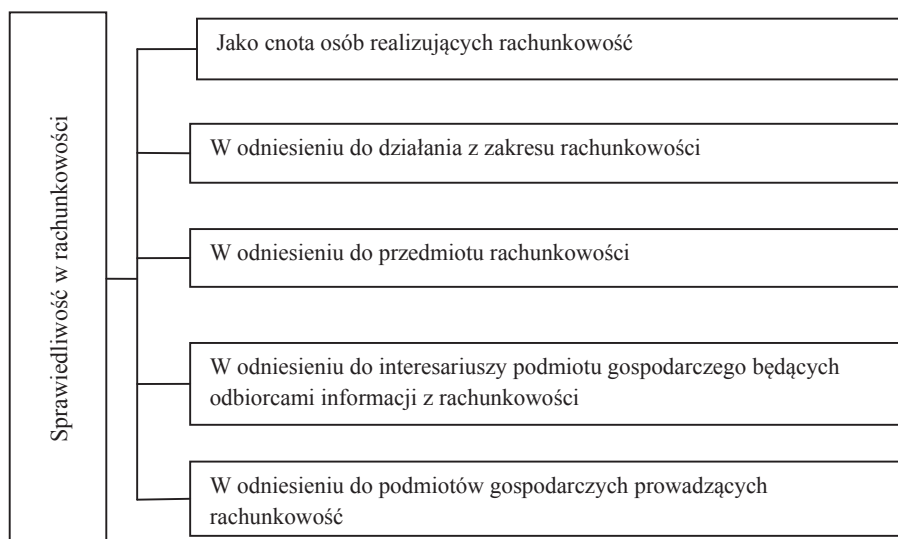 Sprawiedliwość w rachunkowości
Jako cnota osób realizujących rachunkowość
W odniesieniu do działania z zakresu rachunkowości
W odniesieniu do przedmiotu rachunkowości
W odniesieniu do interesariuszy podmiotu gospodarczego będących
odbiorcami informacji z rachunkowości
W odniesieniu do podmiotów gospodarczych prowadzących
rachunkowość